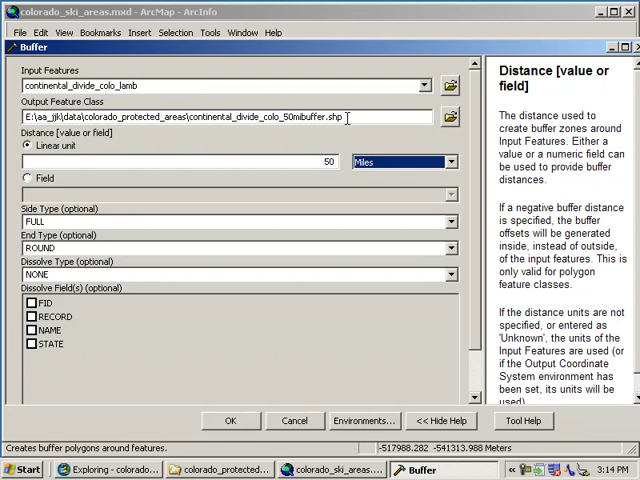 colorado_ski_areas.mxd - ArcMap - ArcInfo
File Edit View Bookmarks Insert Selection Tools Window Help
Buffer
Input Features
continental_divide_colo_lamb
Output Feature Class
E:\aa_jjk\data\colorado_protected_areas\continental_divide_colo_50mibuffer.shp
Distance [value or field]
Linear unit
50 Miles
Field
Side Type (optional)
FULL
End Type (optional)
ROUND
Dissolve Type (optional)
NONE
Dissolve Field(s) (optional)
FID
RECORD
NAME
STATE
OK Cancel Environments... << Hide Help Tool Help
Distance [value or
field]
The distance used to
create buffer zones around
Input Features. Either a
value or a numeric field can
be used to provide buffer
distances.
If a negative buffer distance
is specified, the buffer
offsets will be generated
inside, instead of outside,
of the input features. This is
only valid for polygon
feature classes.
If the distance units are not
specified, or entered as
'Unknown', the units of the
Input Features are used (or
if the Output Coordinate
System environment has
been set, its units will be
used).
Creates buffer polygons around features. -517988.282 -541313.988 Meters
Start Exploring - colorado... colorado_protected... colorado_ski_areas.... Buffer « 3:14 PM